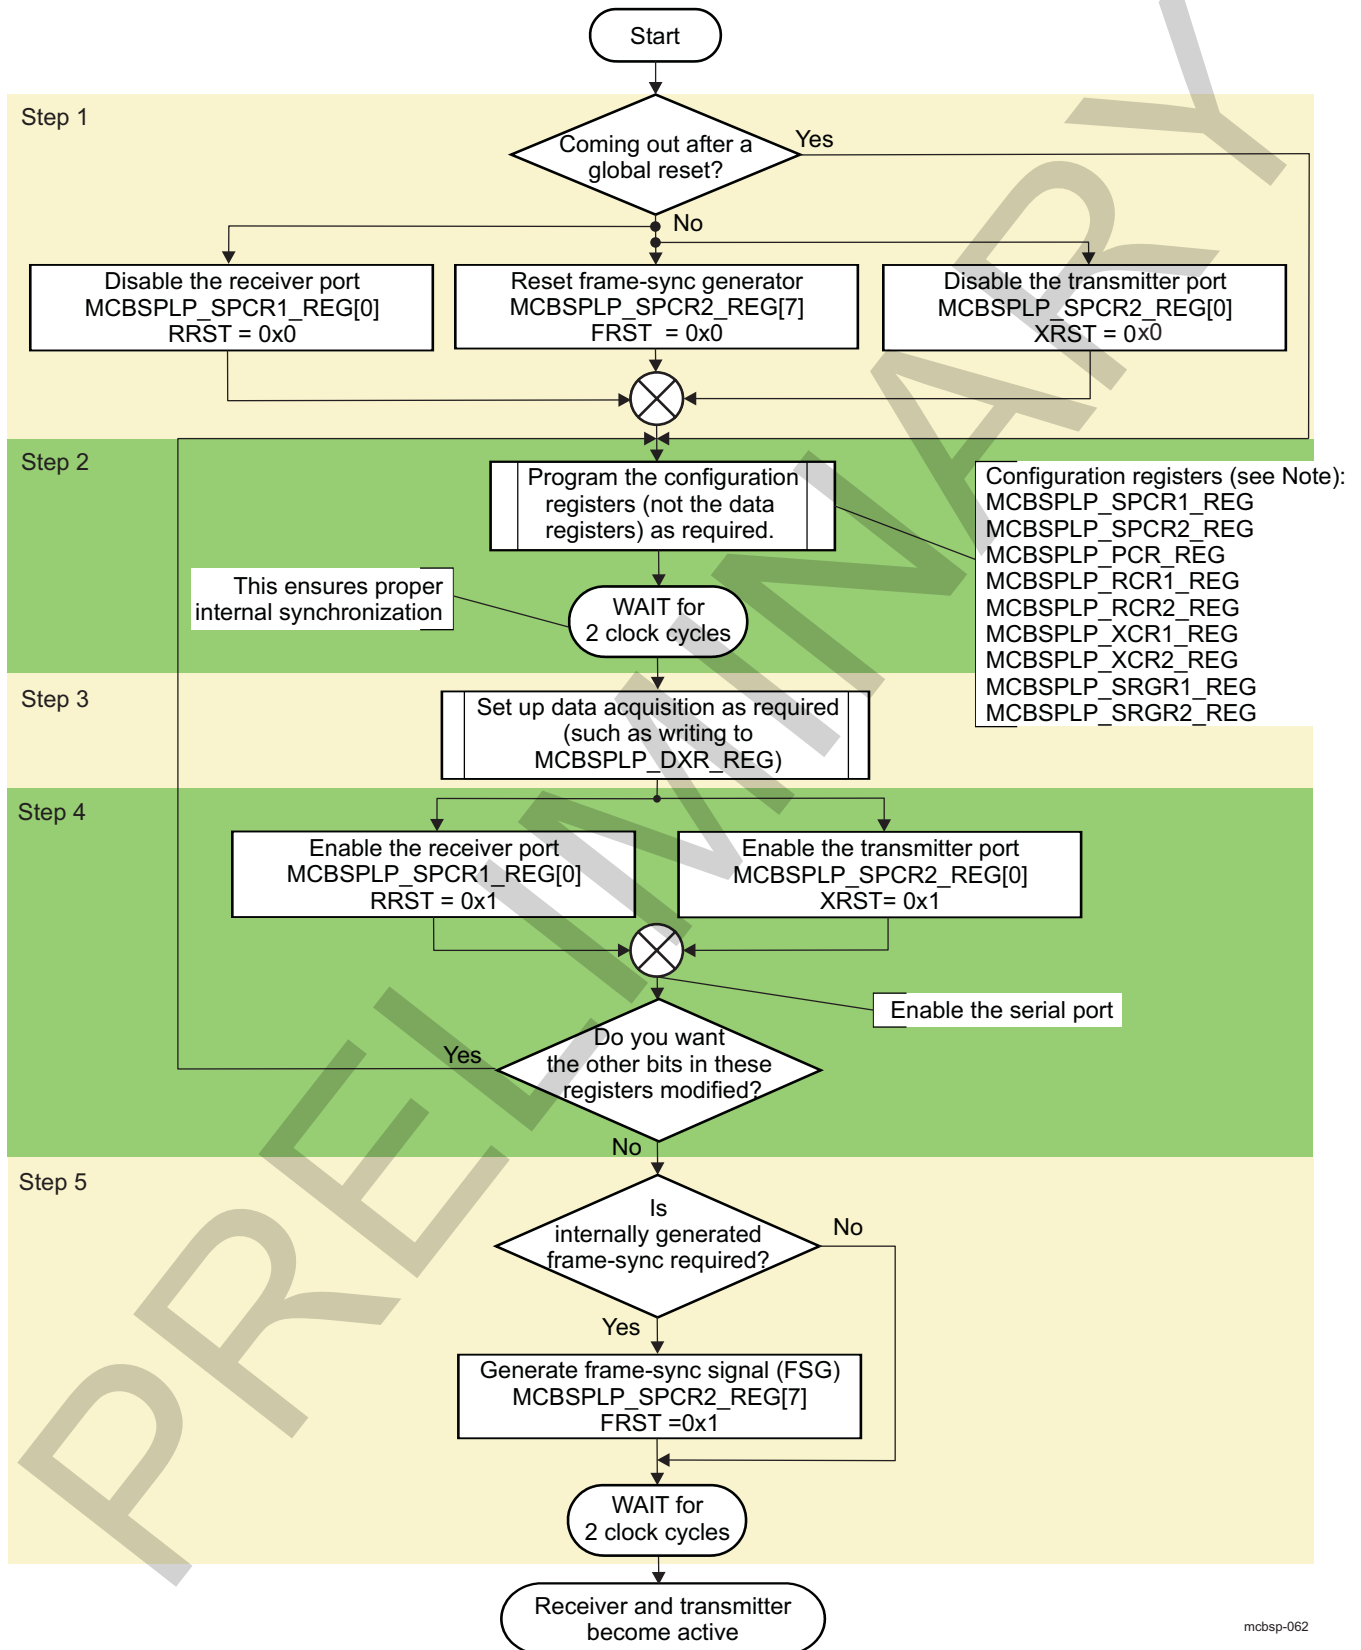 Start
Step 1
Coming out after a
global reset?
Yes
No
Disable the receiver port
MCBSPLP_SPCR1_REG[0]
RRST = 0x0
Reset frame-sync generator
MCBSPLP_SPCR2_REG[7]
FRST = 0x0
Disable the transmitter port
MCBSPLP_SPCR2_REG[0]
XRST = 0x0
Step 2
Program the configuration
registers (not the data
registers) as required.
Configuration registers (see Note):
MCBSPLP_SPCR1_REG
MCBSPLP_SPCR2_REG
MCBSPLP_PCR_REG
MCBSPLP_RCR1_REG
MCBSPLP_RCR2_REG
MCBSPLP_XCR1_REG
MCBSPLP_XCR2_REG
MCBSPLP_SRGR1_REG
MCBSPLP_SRGR2_REG
This ensures proper
internal synchronization
WAIT for
2 clock cycles
Step 3
Set up data acquisition as required
(such as writing to
MCBSPLP_DXR_REG)
Step 4
Enable the receiver port
MCBSPLP_SPCR1_REG[0]
RRST = 0x1
Enable the transmitter port
MCBSPLP_SPCR2_REG[0]
XRST= 0x1
Enable the serial port
Do you want
the other bits in these
registers modified?
Yes
No
Step 5
Is
internally generated
frame-sync required?
No
Yes
Generate frame-sync signal (FSG)
MCBSPLP_SPCR2_REG[7]
FRST =0x1
WAIT for
2 clock cycles
Receiver and transmitter
become active
mcbsp-062
PRELIMINARY